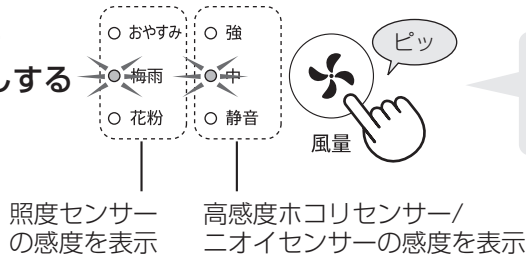 おやすみ
強
ピッ
しする
梅雨
中
花粉
静音
風量
照度センサー
の感度を表示
高感度ホコリセンサー/
ニオイセンサーの感度を表示